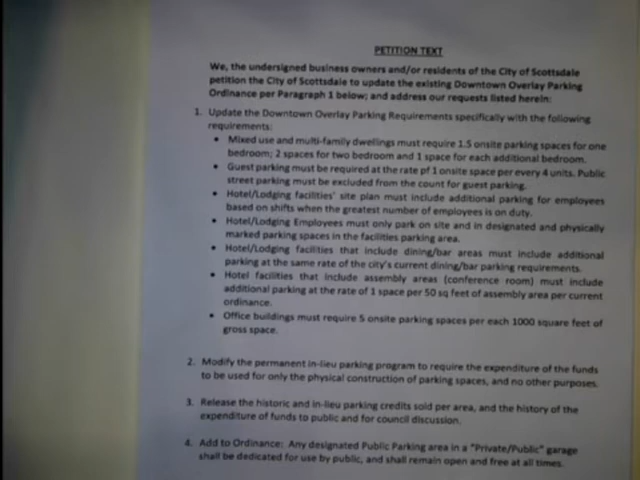 PETITION TEXT
We, the undersigned business owners and/or residents of the City of Scottsdale
petition the City of Scottsdale to update the existing Downtown Overlay Parking
Ordinance per Paragraph 1 below; and address our requests listed herein:
1. Update the Downtown Overlay Parking Requirements specifically with the following
requirements:
• Mixed use and multi-family dwellings must require 1.5 onsite parking spaces for one
bedroom; 2 spaces for two bedroom and 1 space for each additional bedroom.
• Guest parking must be required at the rate pf 1 onsite space per every 4 units. Public
street parking must be excluded from the count for guest parking.
• Hotel/Lodging facilities' site plan must include additional parking for employees
based on shifts when the greatest number of employees is on duty.
• Hotel/Lodging Employees must only park on site and in designated and physically
marked parking spaces in the facilities parking area.
• Hotel/Lodging facilities that include dining/bar areas must include additional
parking at the same rate of the city's current dining/bar parking requirements.
• Hotel facilities that include assembly areas (conference room) must include
additional parking at the rate of 1 space per 50 sq feet of assembly area per current
ordinance.
• Office buildings must require 5 onsite parking spaces per each 1000 square feet of
gross space.
2. Modify the permanent in-lieu parking program to require the expenditure of the funds
to be used for only the physical construction of parking spaces, and no other purposes.
3. Release the historic and in-lieu parking credits sold per area, and the history of the
expenditure of funds to public and for council discussion.
4. Add to Ordinance: Any designated Public Parking area in a "Private/Public" garage
shall be dedicated for use by public, and shall remain open and free at all times.